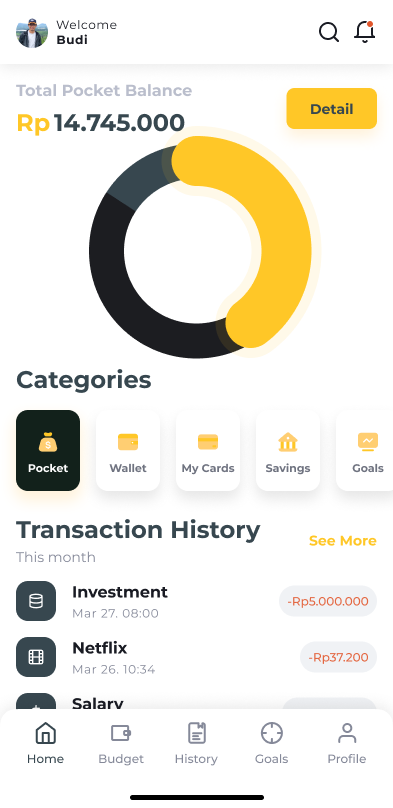 Welcome
Budi
Total Pocket Balance
Rp 14.745.000
Detail
Categories
Pocket
Wallet
My Cards
Savings
Goals
Transaction History
See More
This month
Investment
Mar 27. 08:00
-Rp5.000.000
Netflix
Mar 26. 10:34
-Rp37.200
Salary
Home
Budget
History
Goals
Profile